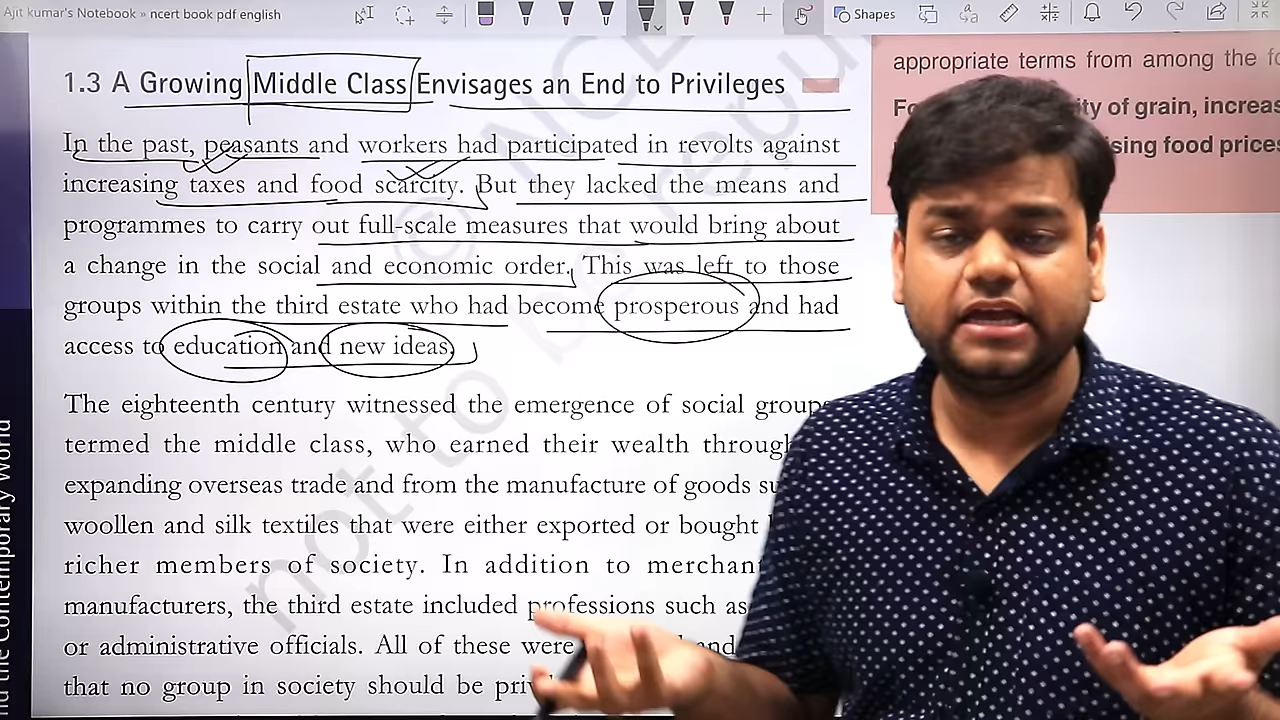 Ajit kumar's Notebook » ncert book pdf english
Shapes
1.3 A Growing Middle Class Envisages an End to Privileges
In the past, peasants and workers had participated in revolts against
increasing taxes and food scarcity. But they lacked the means and
programmes to carry out full-scale measures that would bring about
a change in the social and economic order. This was left to those
groups within the third estate who had become prosperous and had
access to education and new ideas.
The eighteenth century witnessed the emergence of social groups
termed the middle class, who earned their wealth through
expanding overseas trade and from the manufacture of goods
woollen and silk textiles that were either exported or bought
richer members of society. In addition to
manufacturers, the third estate included professions such as
or administrative officials. All of these were
that no group in society should be
appropriate terms from among the
of grain,
food prices
the Contemporary World
© NCE
not to be repu